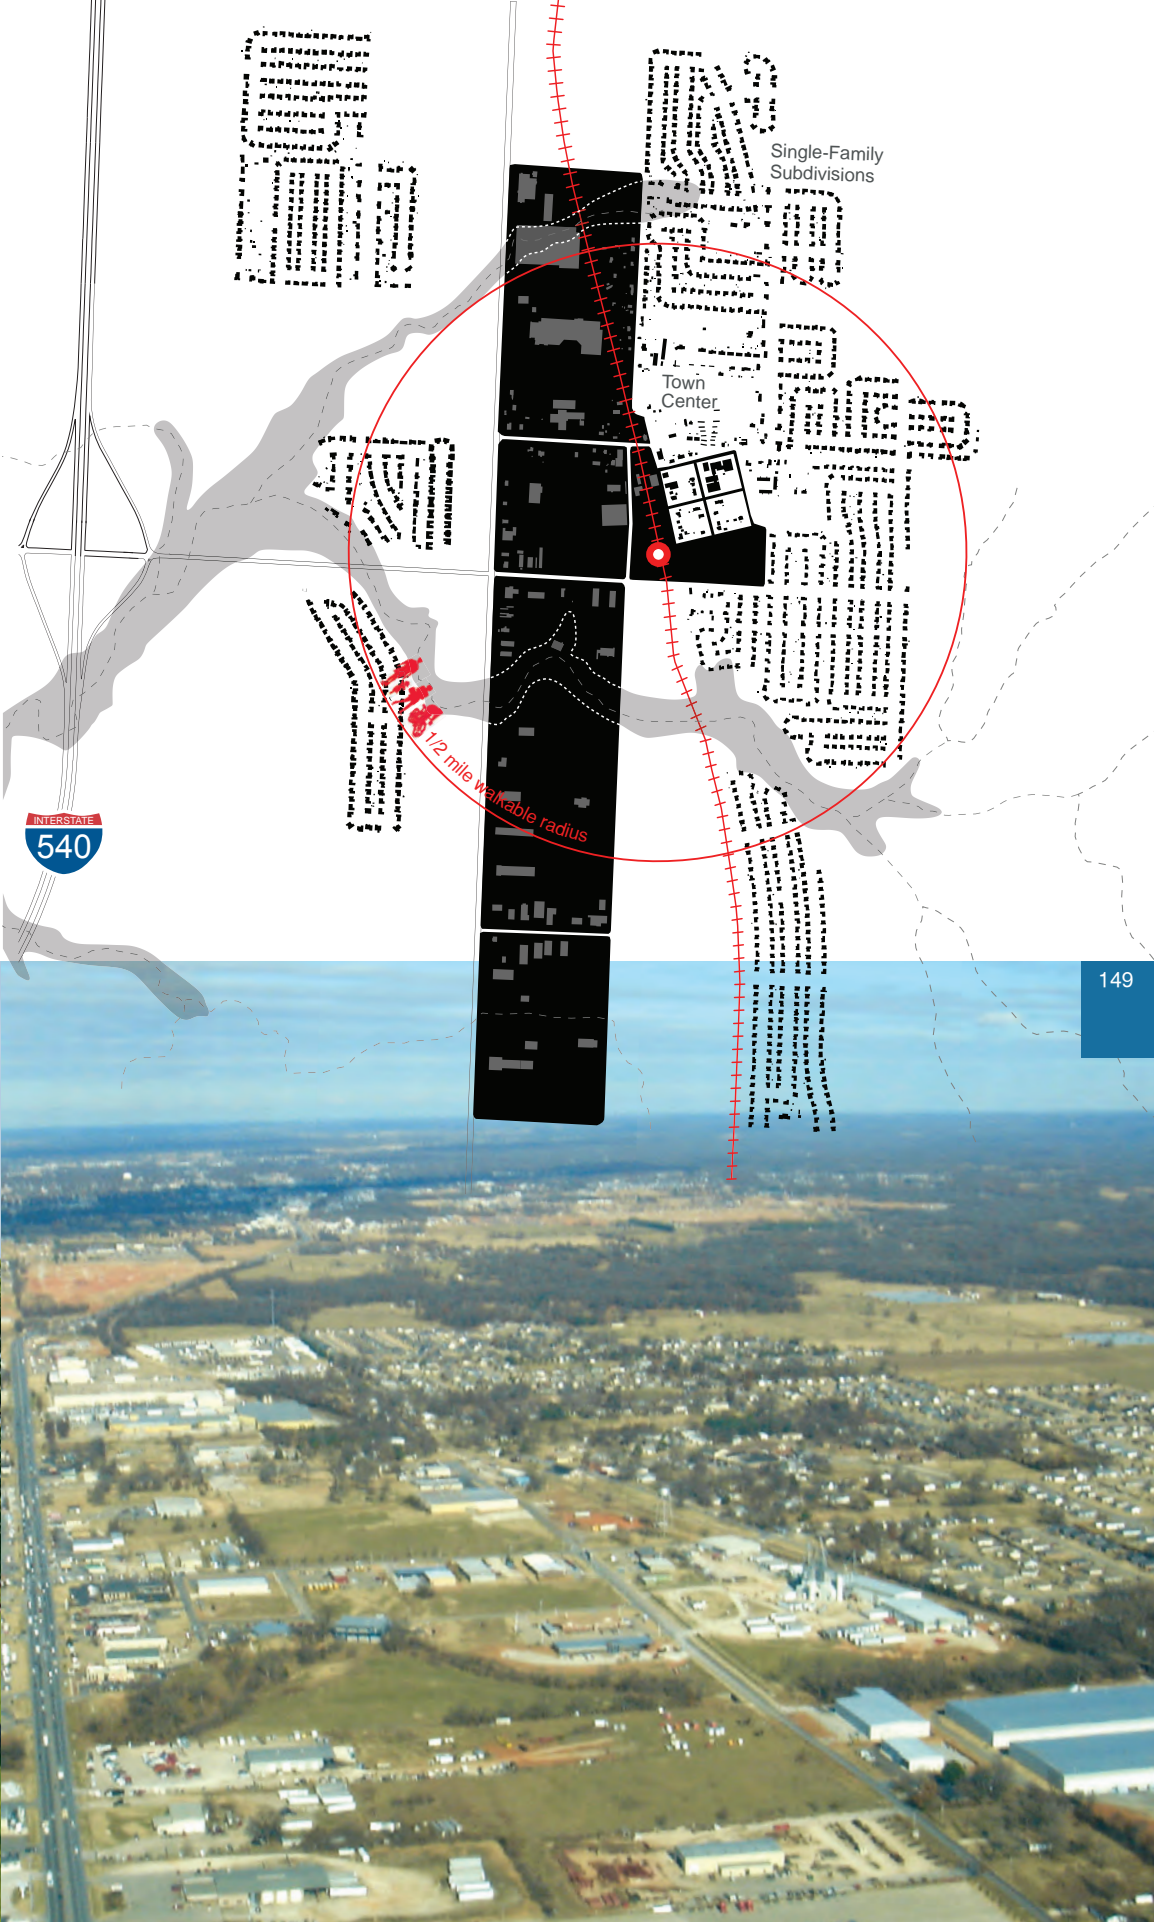 Single-Family
Subdivisions
Town
Center
1/2 mile walkable radius
INTERSTATE
540
149